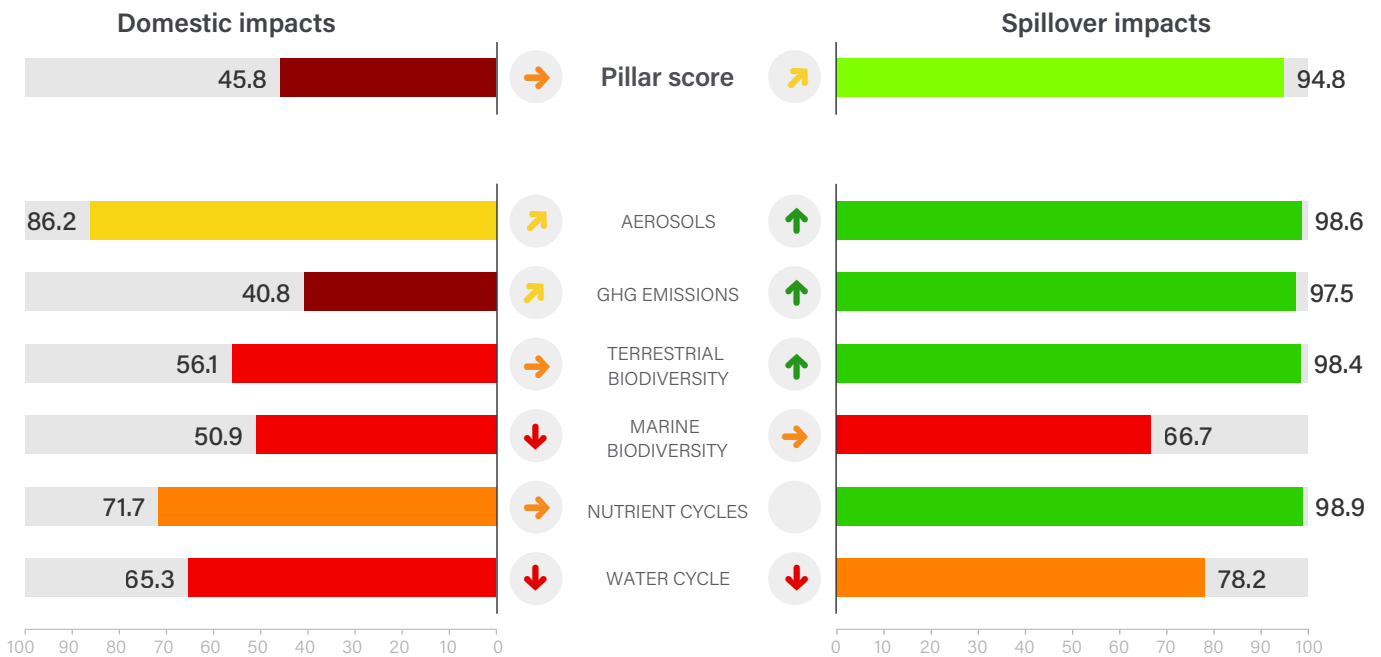 Domestic impacts
Spillover impacts
45.8
Pillar score
94.8
86.2
AEROSOLS
98.6
40.8
GHG EMISSIONS
97.5
56.1
TERRESTRIAL
BIODIVERSITY
98.4
50.9
MARINE
BIODIVERSITY
66.7
71.7
NUTRIENT CYCLES
98.9
65.3
WATER CYCLE
78.2
100 90 80 70 60 50 40 30 20 10 0
0 10 20 30 40 50 60 70 80 90 100